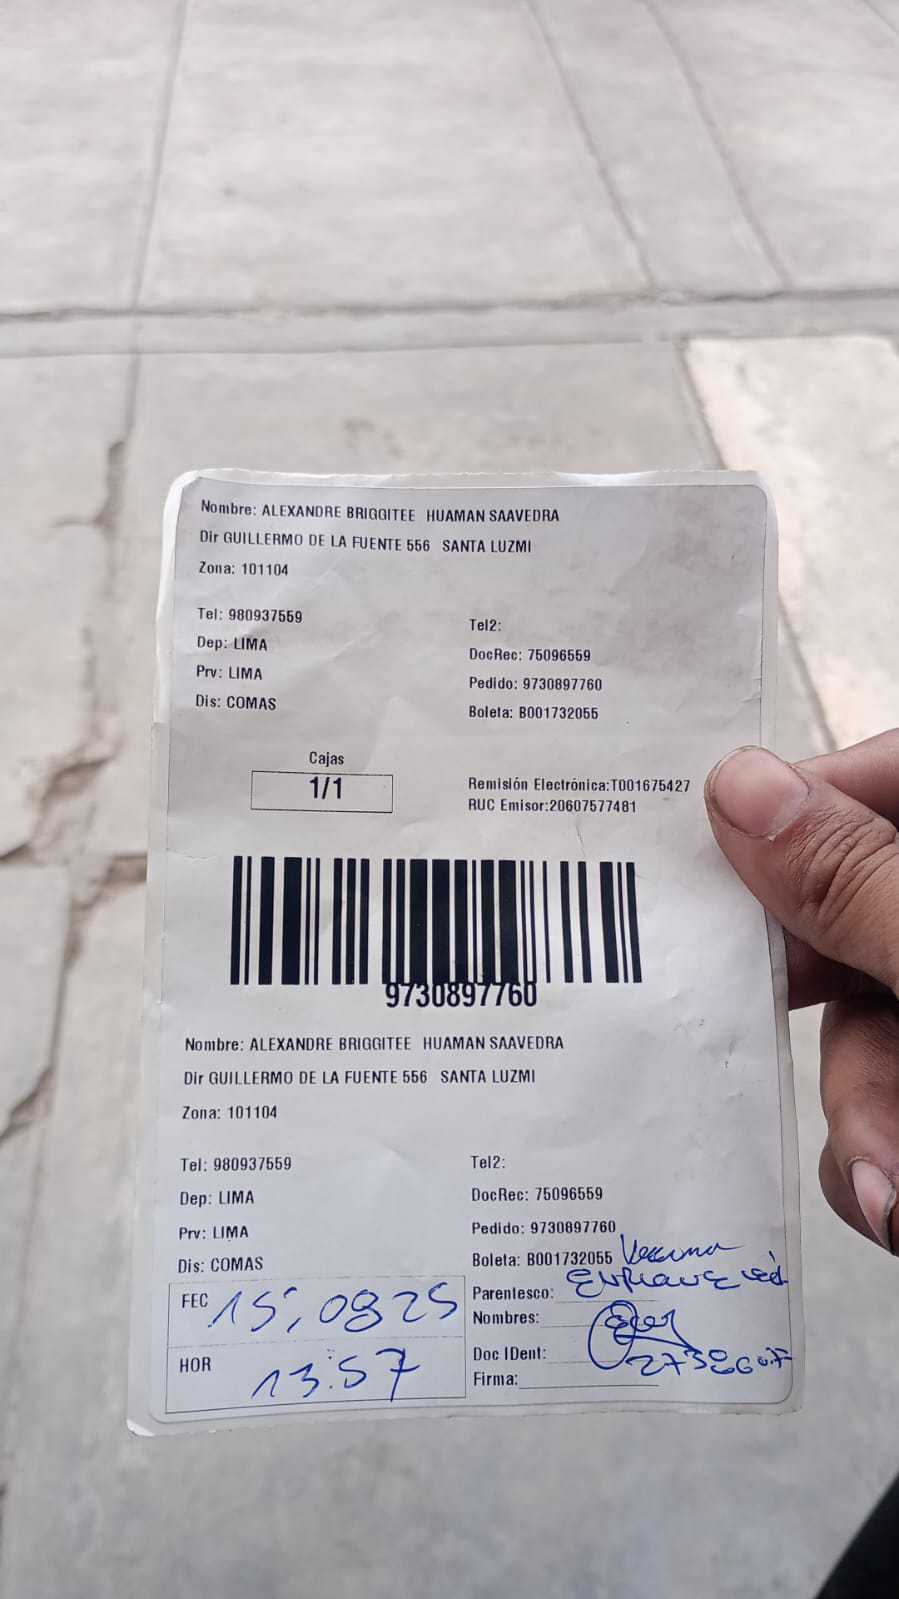 Nombre: ALEXANDRE BRIGGITEE HUAMAN SAAVEDRA
Dir GUILLERMO DE LA FUENTE 556 SANTA LUZMI
Zona: 101104
Tel: 980937559
Tel2:
Dep: LIMA
DocRec: 75096559
Prv: LIMA
Pedido: 9730897760
Dis: COMAS
Boleta: B001732055
Cajas
1/1
Remisión Electrónica:T001675427
RUC Emisor:20607577481
9730897760
Nombre: ALEXANDRE BRIGGITEE HUAMAN SAAVEDRA
Dir GUILLERMO DE LA FUENTE 556 SANTA LUZMI
Zona: 101104
Tel: 980937559
Tel2:
Dep: LIMA
DocRec: 75096559
Prv: LIMA
Pedido: 9730897760
Dis: COMAS
Boleta: B001732055
FEC 15,0825
Parentesco:
Nombres:
HOR 13:57
Doc IDent:
Firma: